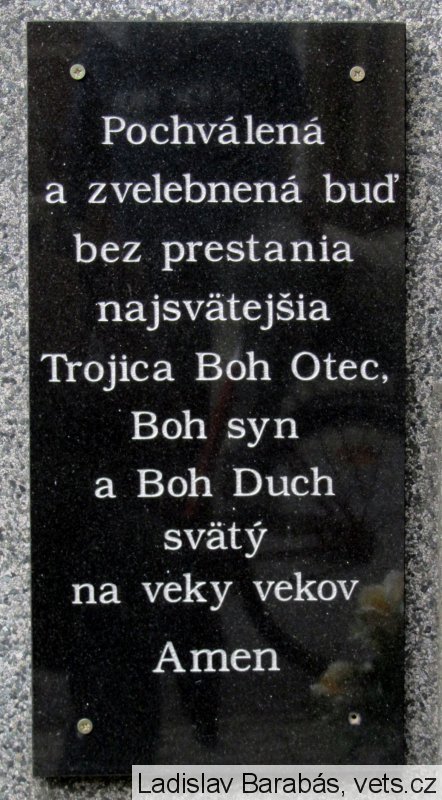 Pochválená
a zvelebnená buď
bez prestania
najsvätejšia
Trojica Boh Otec,
Boh syn
a Boh Duch
svätý
na veky vekov
Amen
Ladislav Barabás, vets.cz